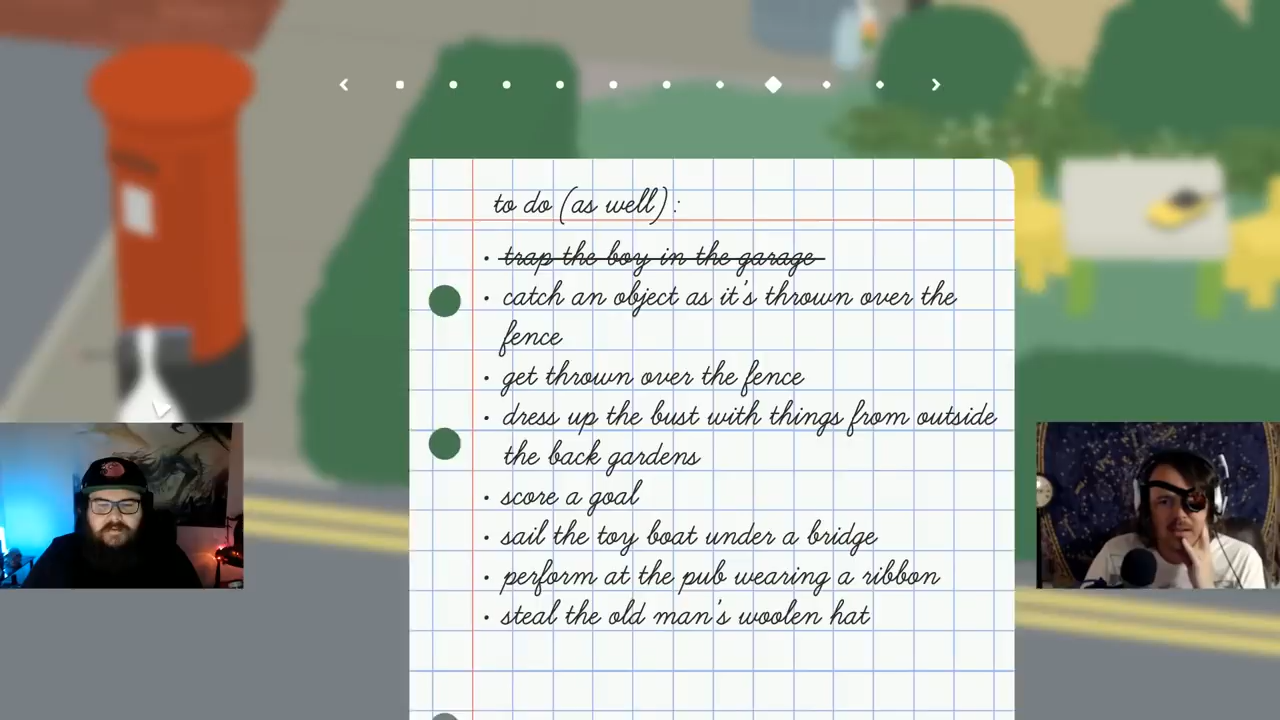 to do (as well) :
• trap the boy in the garage
• catch an object as it's thrown over the
fence
• get thrown over the fence
• dress up the bust with things from outside
the back gardens
• score a goal
• sail the toy boat under a bridge
• perform at the pub wearing a ribbon
• steal the old man's woolen hat